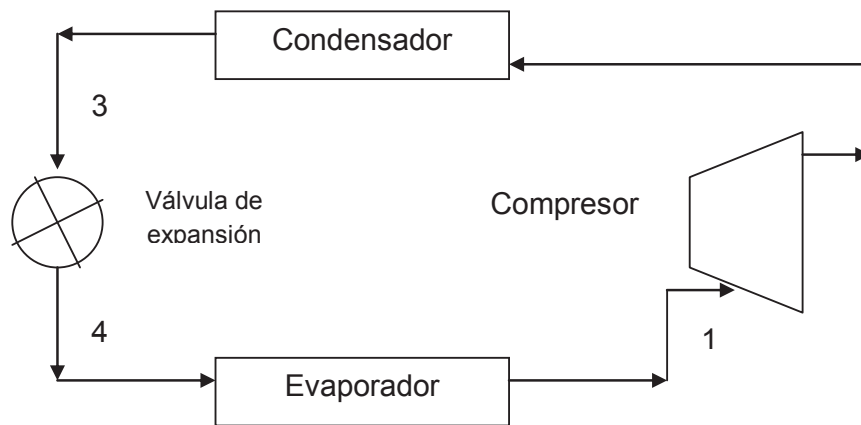 Condensador
3
Válvula de
expansión
Compresor
4
1
Evaporador